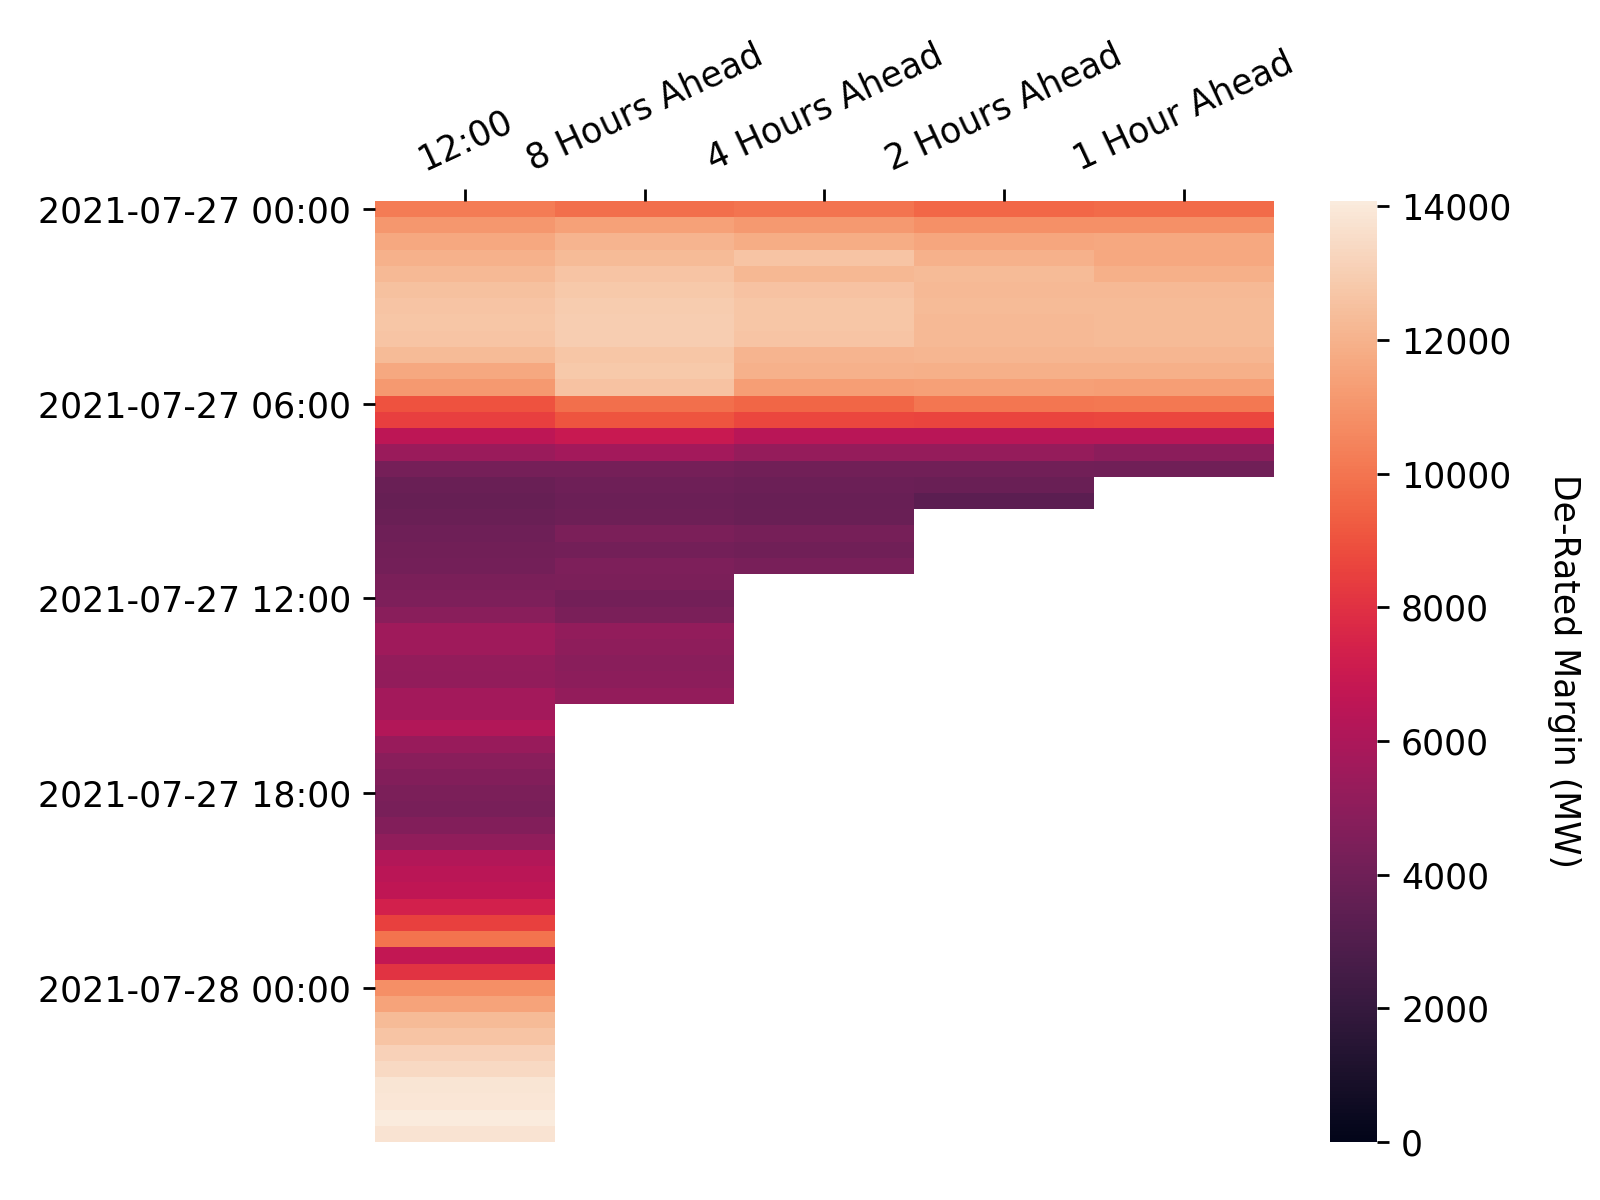 12:00
8 Hours Ahead
4 Hours Ahead
2 Hours Ahead
1 Hour Ahead
2021-07-27 00:00
2021-07-27 06:00
2021-07-27 12:00
2021-07-27 18:00
2021-07-28 00:00
14000
12000
10000
8000
6000
4000
2000
0
De-Rated Margin (MW)